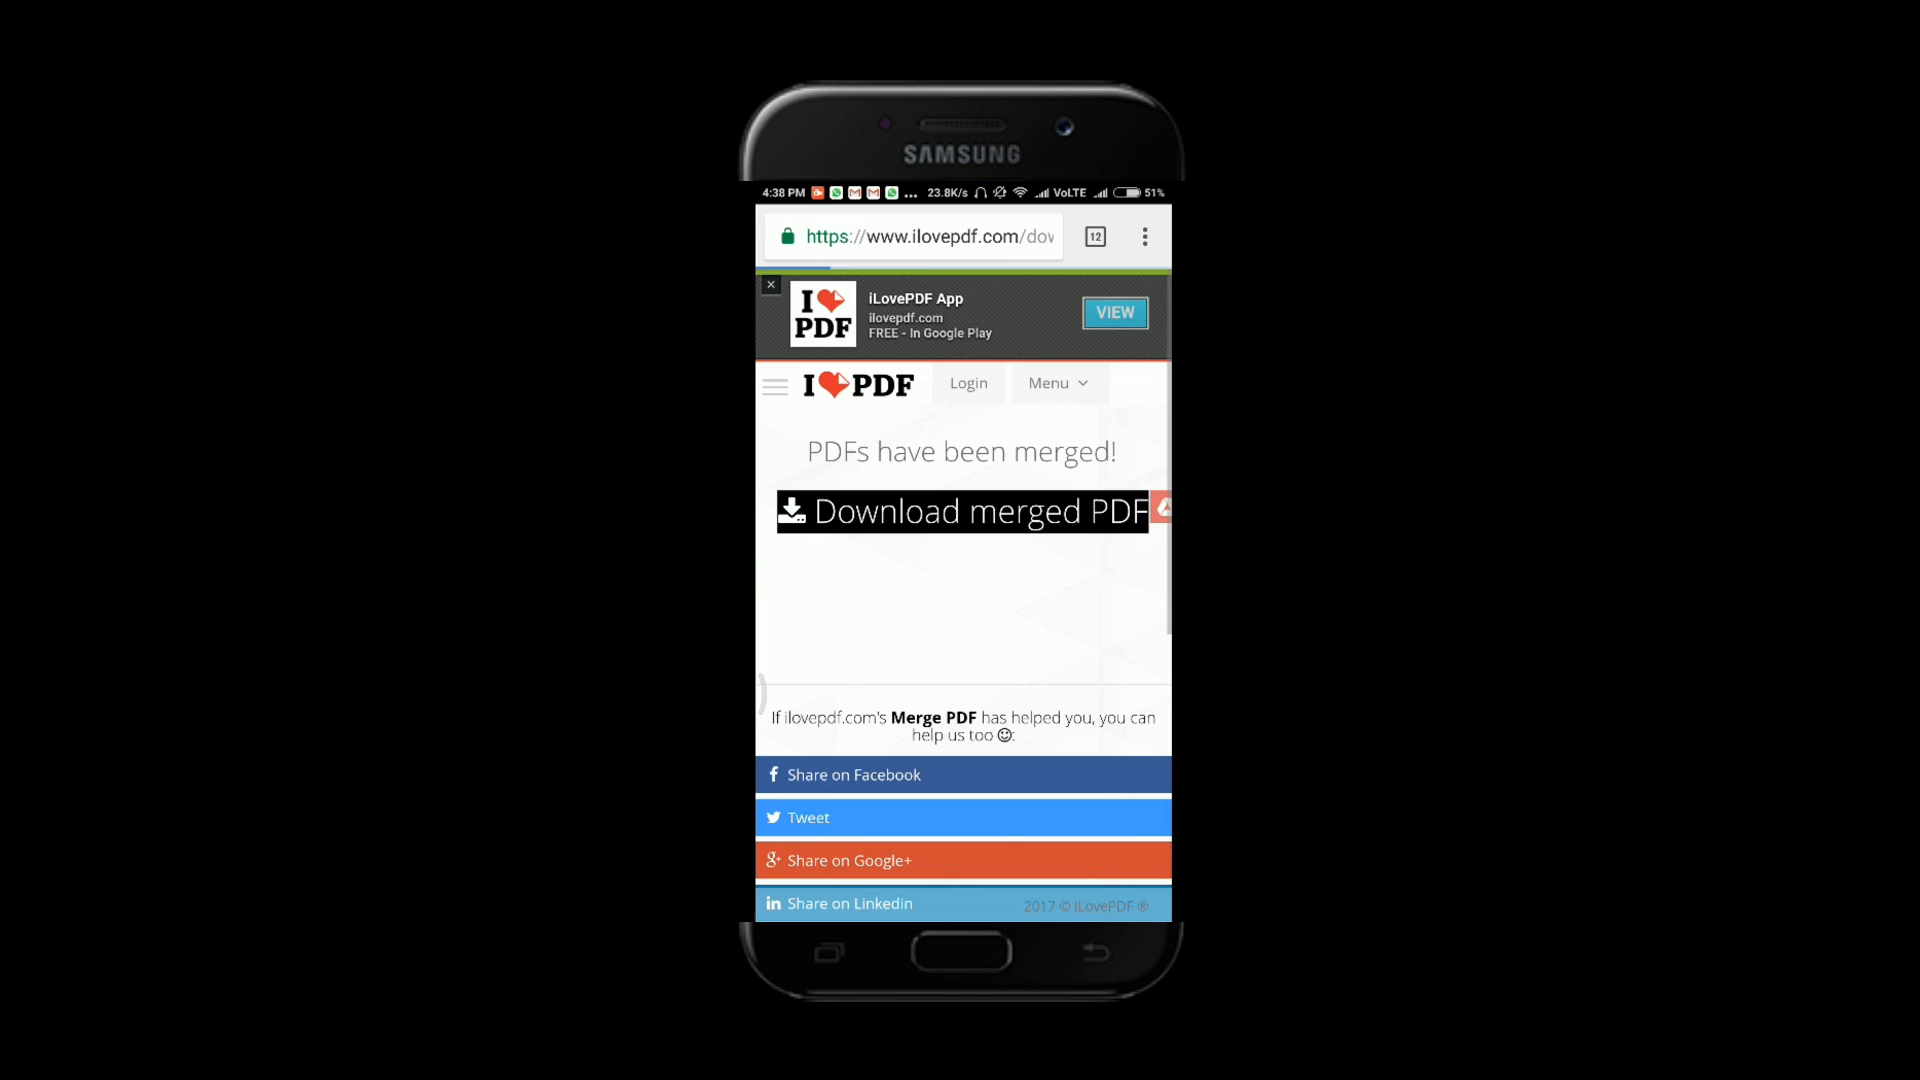 SAMSUNG
4:38 PM ... 23.8K/s VoLTE 51%
https://www.ilovepdf.com/dov 12
iLovePDF App
ilovepdf.com
FREE - In Google Play
VIEW
I PDF
I PDF Login Menu
PDFs have been merged!
Download merged PDF
If ilovepdf.com's Merge PDF has helped you, you can
help us too :
Share on Facebook
Tweet
Share on Google+
Share on Linkedin
2017 © iLovePDF ®